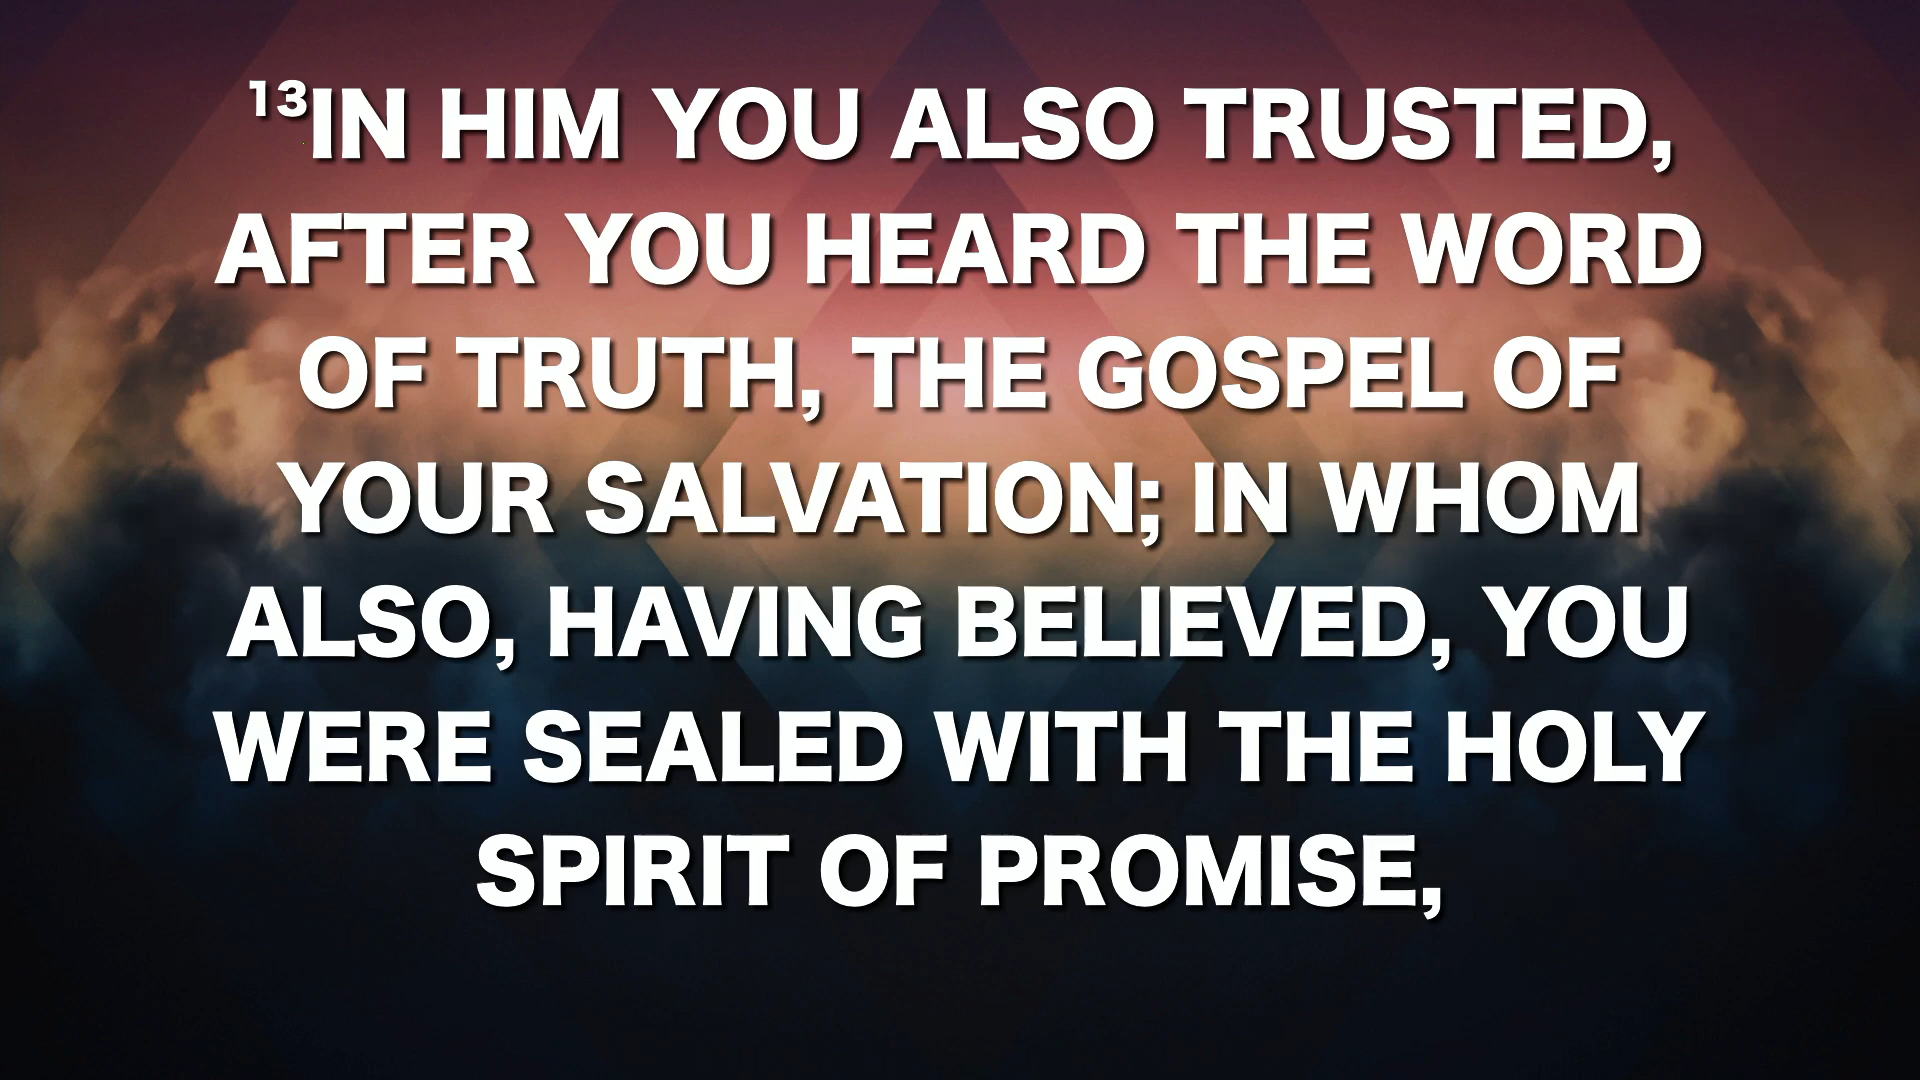 ¹³IN HIM YOU ALSO TRUSTED,
AFTER YOU HEARD THE WORD
OF TRUTH, THE GOSPEL OF
YOUR SALVATION; IN WHOM
ALSO, HAVING BELIEVED, YOU
WERE SEALED WITH THE HOLY
SPIRIT OF PROMISE,